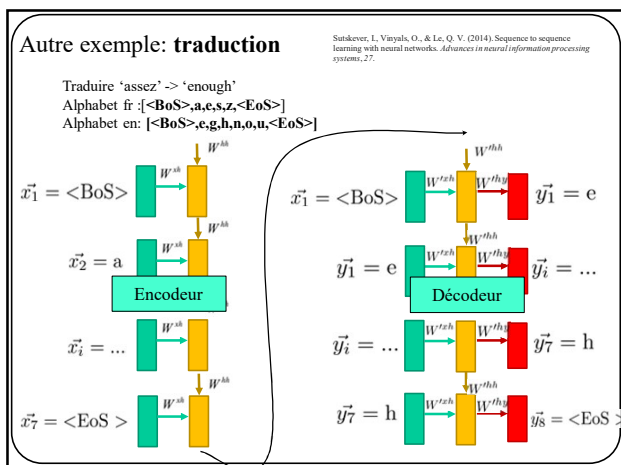 Autre exemple: traduction
Sutskever, I., Vinyals, O., & Le, Q. V. (2014). Sequence to sequence
learning with neural networks. Advances in neural information processing
systems, 27.
Traduire ‘assez’ -> ‘enough’
Alphabet fr :[<BoS>,a,e,s,z,<EoS>]
Alphabet en: [<BoS>,e,g,h,n,o,u,<EoS>]
W^hh
x⃗1 = <BoS>
W^xh
W^hh
x⃗2 = a
W^xh
Encodeur
W^hh
x⃗i = ...
W^xh
W^hh
x⃗7 = <EoS >
W^xh
W'^hh
x⃗1 = <BoS>
W'^xh
W'^hy
y⃗1 = e
W'^hh
y⃗1 = e
W'^xh
W'^hy
y⃗i = ...
Décodeur
y⃗i = ...
W'^xh
W'^hy
y⃗7 = h
W'^hh
y⃗7 = h
W'^xh
W'^hy
y⃗8 = <EoS >